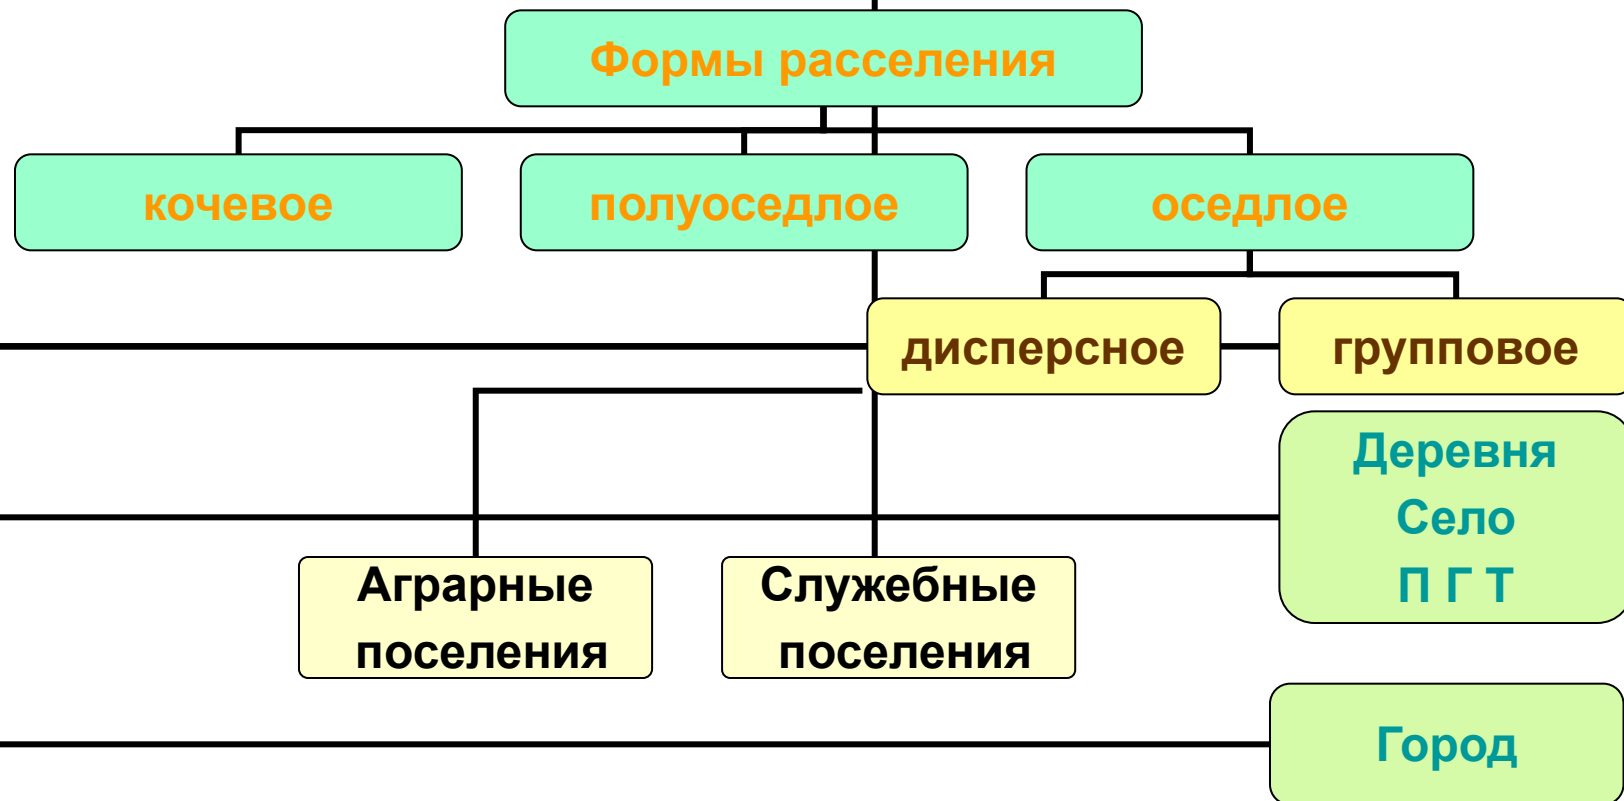 Формы расселения
кочевое
полуоседлое
оседлое
дисперсное
групповое
Деревня
Село
П Г Т
Аграрные
поселения
Служебные
поселения
Город